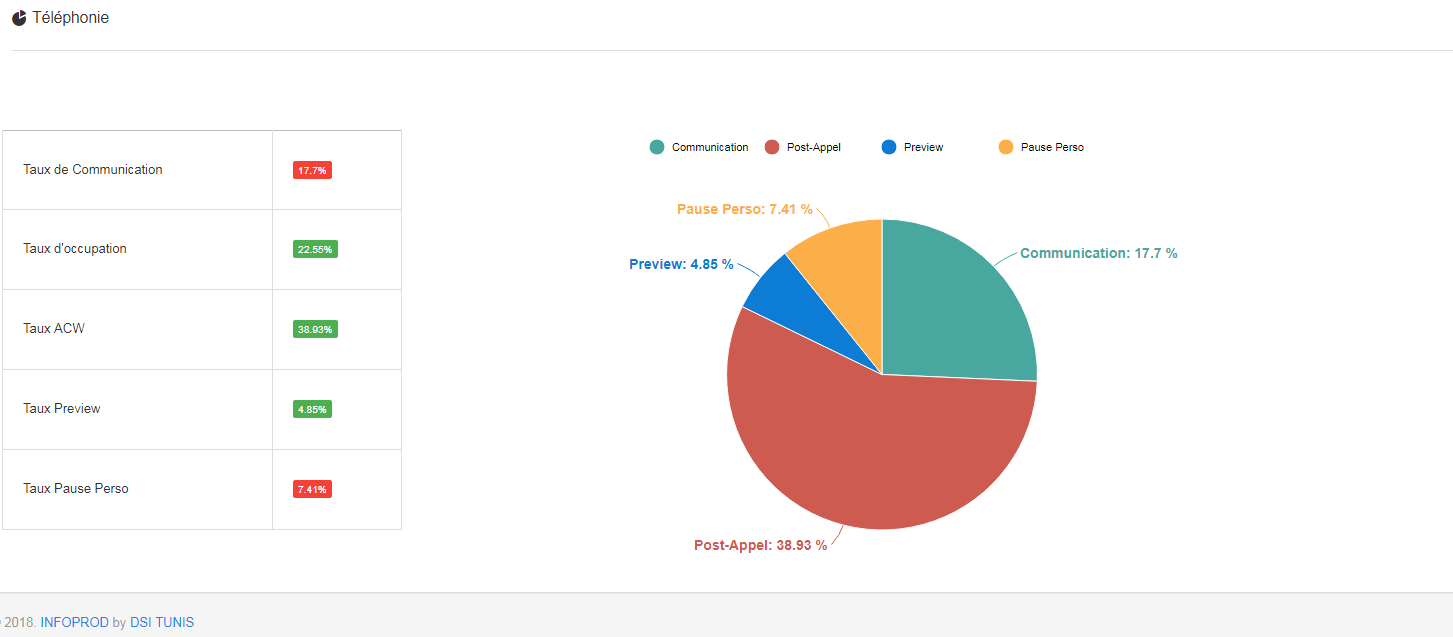 Téléphonie
Taux de Communication 17.7%
Taux d'occupation 22.55%
Taux ACW 38.93%
Taux Preview 4.85%
Taux Pause Perso 7.41%
Communication Post-Appel Preview Pause Perso
Pause Perso: 7.41 %
Communication: 17.7 %
Preview: 4.85 %
Post-Appel: 38.93 %
2018. INFOPROD by DSI TUNIS